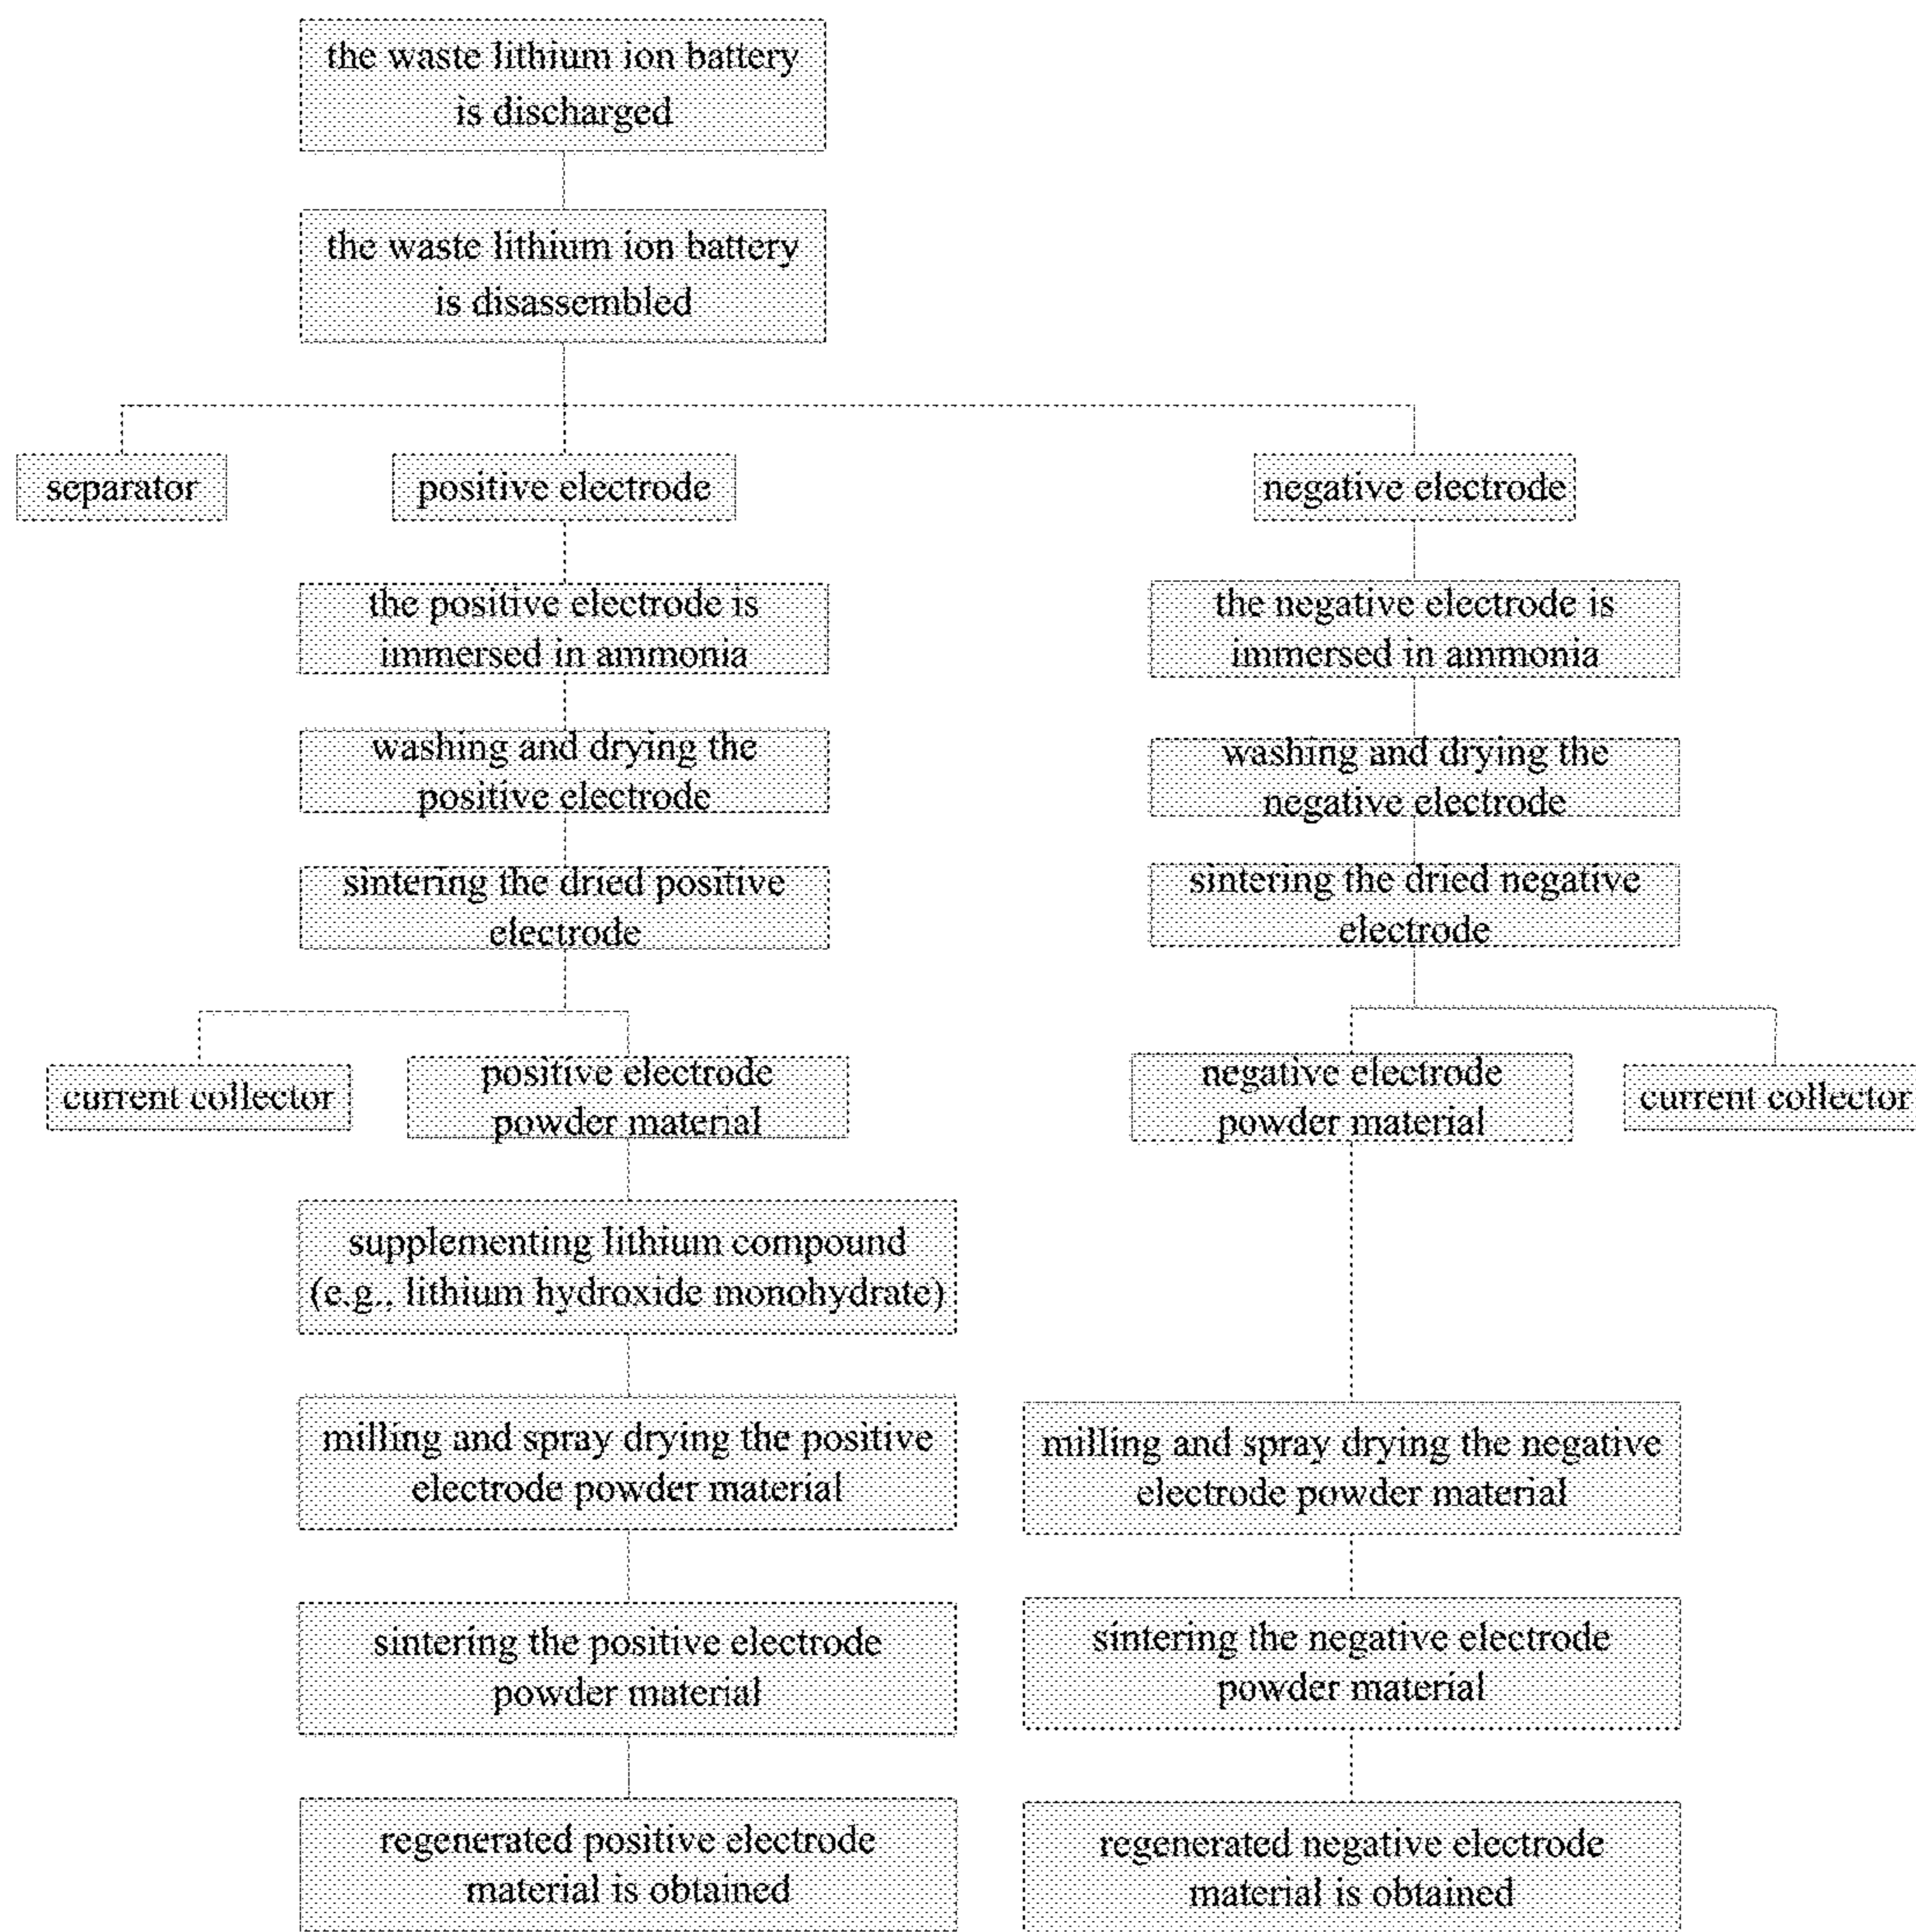 the waste lithium ion battery
is discharged
the waste lithium ion battery
is disassembled
separator
positive electrode
negative electrode
the positive electrode is
immersed in ammonia
the negative electrode is
immersed in ammonia
washing and drying the
positive electrode
washing and drying the
negative electrode
sintering the dried positive
electrode
sintering the dried negative
electrode
current collector
positive electrode
powder material
negative electrode
powder material
current collector
supplementing lithium compound
(e.g., lithium hydroxide monohydrate)
milling and spray drying the positive
electrode powder material
milling and spray drying the negative
electrode powder material
sintering the positive electrode
powder material
sintering the negative electrode
powder material
regenerated positive electrode
material is obtained
regenerated negative electrode
material is obtained